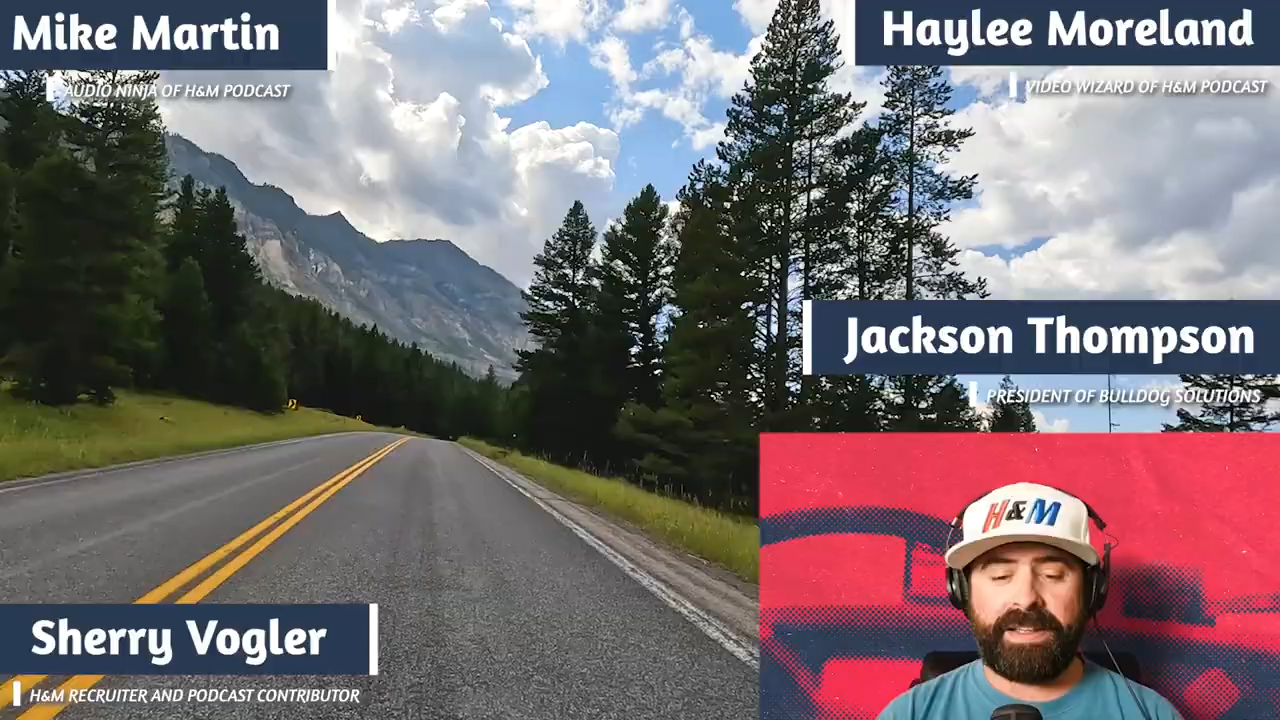 Mike Martin
AUDIO NINJA OF H&M PODCAST
Haylee Moreland
VIDEO WIZARD OF H&M PODCAST
Jackson Thompson
PRESIDENT OF BULLDOG SOLUTIONS
H&M
Sherry Vogler
H&M RECRUITER AND PODCAST CONTRIBUTOR